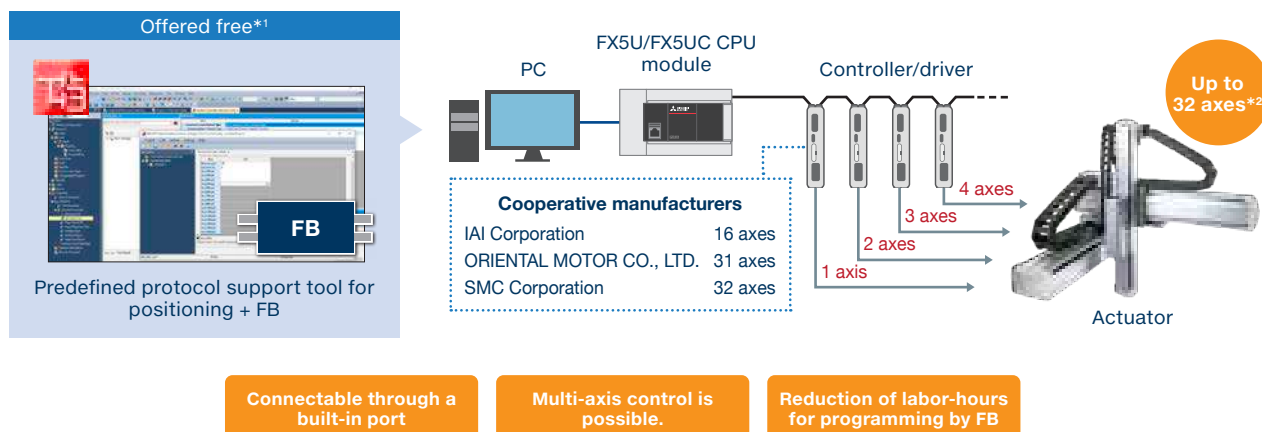 Offered free*1
FB
Predefined protocol support tool for
positioning + FB
PC
FX5U/FX5UC CPU
module
Controller/driver
Up to
32 axes*2
Cooperative manufacturers
IAI Corporation 16 axes
ORIENTAL MOTOR CO., LTD. 31 axes
SMC Corporation 32 axes
4 axes
3 axes
2 axes
1 axis
Actuator
Connectable through a
built-in port
Multi-axis control is
possible.
Reduction of labor-hours
for programming by FB